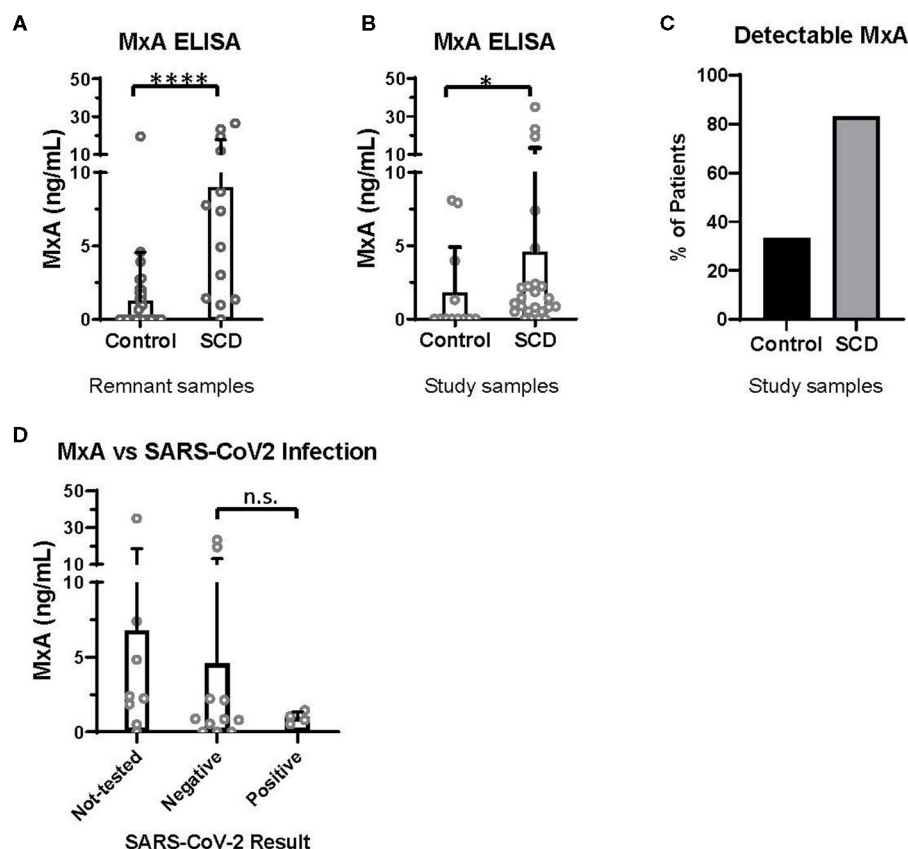 A
MxA ELISA
****
50
30
10
10
5
0
MxA (ng/mL)
Control SCD
Remnant samples
B
MxA ELISA
*
50
30
10
10
5
0
MxA (ng/mL)
Control SCD
Study samples
C
Detectable MxA
100
80
60
40
20
0
% of Patients
Control SCD
Study samples
D
MxA vs SARS-CoV2 Infection
n.s.
50
30
10
10
5
0
MxA (ng/mL)
Not-tested
Negative
Positive
SARS-CoV-2 Result